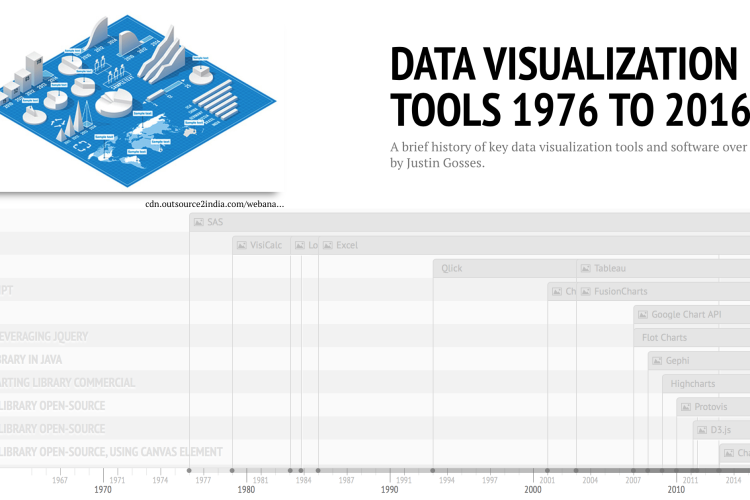 DATA VISUALIZATION
TOOLS 1976 TO 2016
A brief history of key data visualization tools and software over
by Justin Gosses.
cdn.outsource2india.com/webana...
SAS
VisiCalc
Lo
Excel
Qlick
Tableau
IPT
Ch
FusionCharts
Google Chart API
EVERAGING JQUERY
Flot Charts
BRARY IN JAVA
Gephi
ARTING LIBRARY COMMERCIAL
Highcharts
LIBRARY OPEN-SOURCE
Protovis
LIBRARY OPEN-SOURCE
D3.js
LIBRARY OPEN-SOURCE, USING CANVAS ELEMENT
Cha
1967 1971 1974 1977 1981 1984 1987 1991 1994 1997 2001 2004 2007 2011 2014
1970 1980 1990 2000 2010